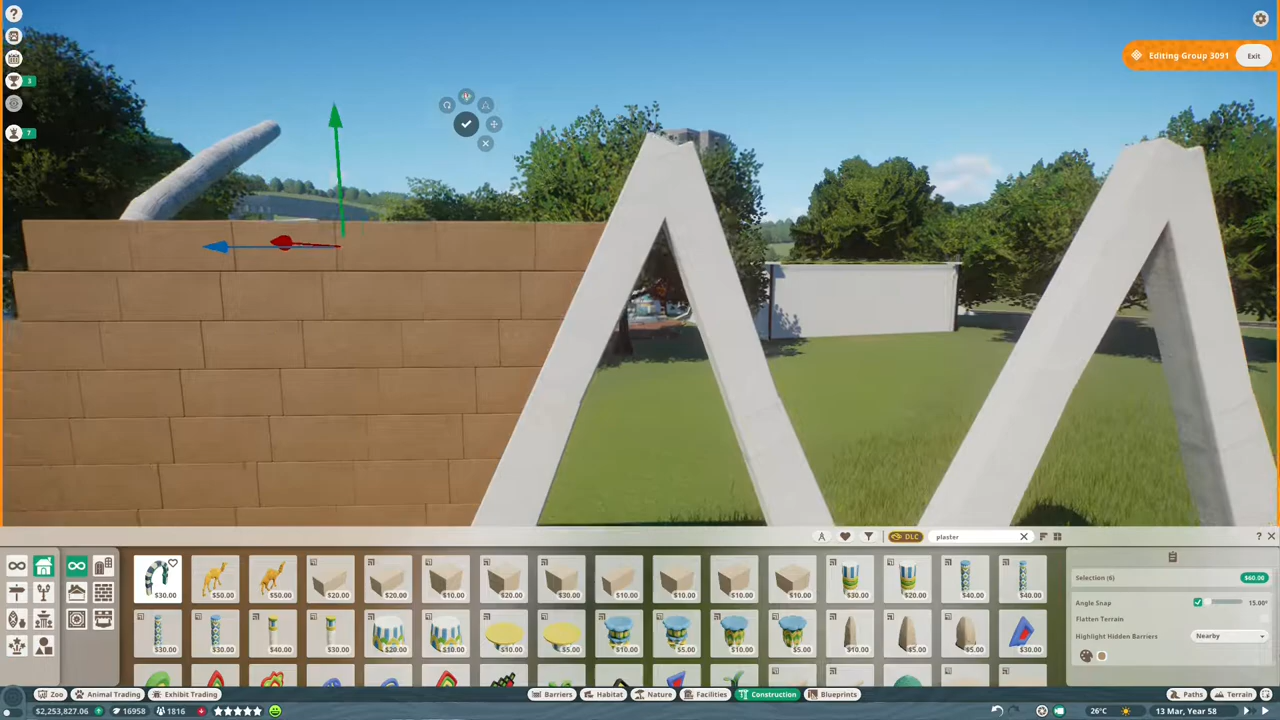 ?
Editing Group 3091
Exit
3
7
DLC
plaster
?
$30.00
$50.00
$50.00
$20.00
$20.00
$10.00
$20.00
$30.00
$10.00
$10.00
$10.00
$10.00
$30.00
$20.00
$40.00
$40.00
Selection (6)
$60.00
Angle Snap
15.00°
Flatten Terrain
Highlight Hidden Barriers
Nearby
$30.00
$30.00
$40.00
$30.00
$20.00
$10.00
$10.00
$5.00
$10.00
$5.00
$10.00
$5.00
$10.00
$5.00
$5.00
$30.00
Zoo
Animal Trading
Exhibit Trading
Barriers
Habitat
Nature
Facilities
Construction
Blueprints
Paths
Terrain
$2,253,827.06
16958
1816
26°C
13 Mar, Year 58